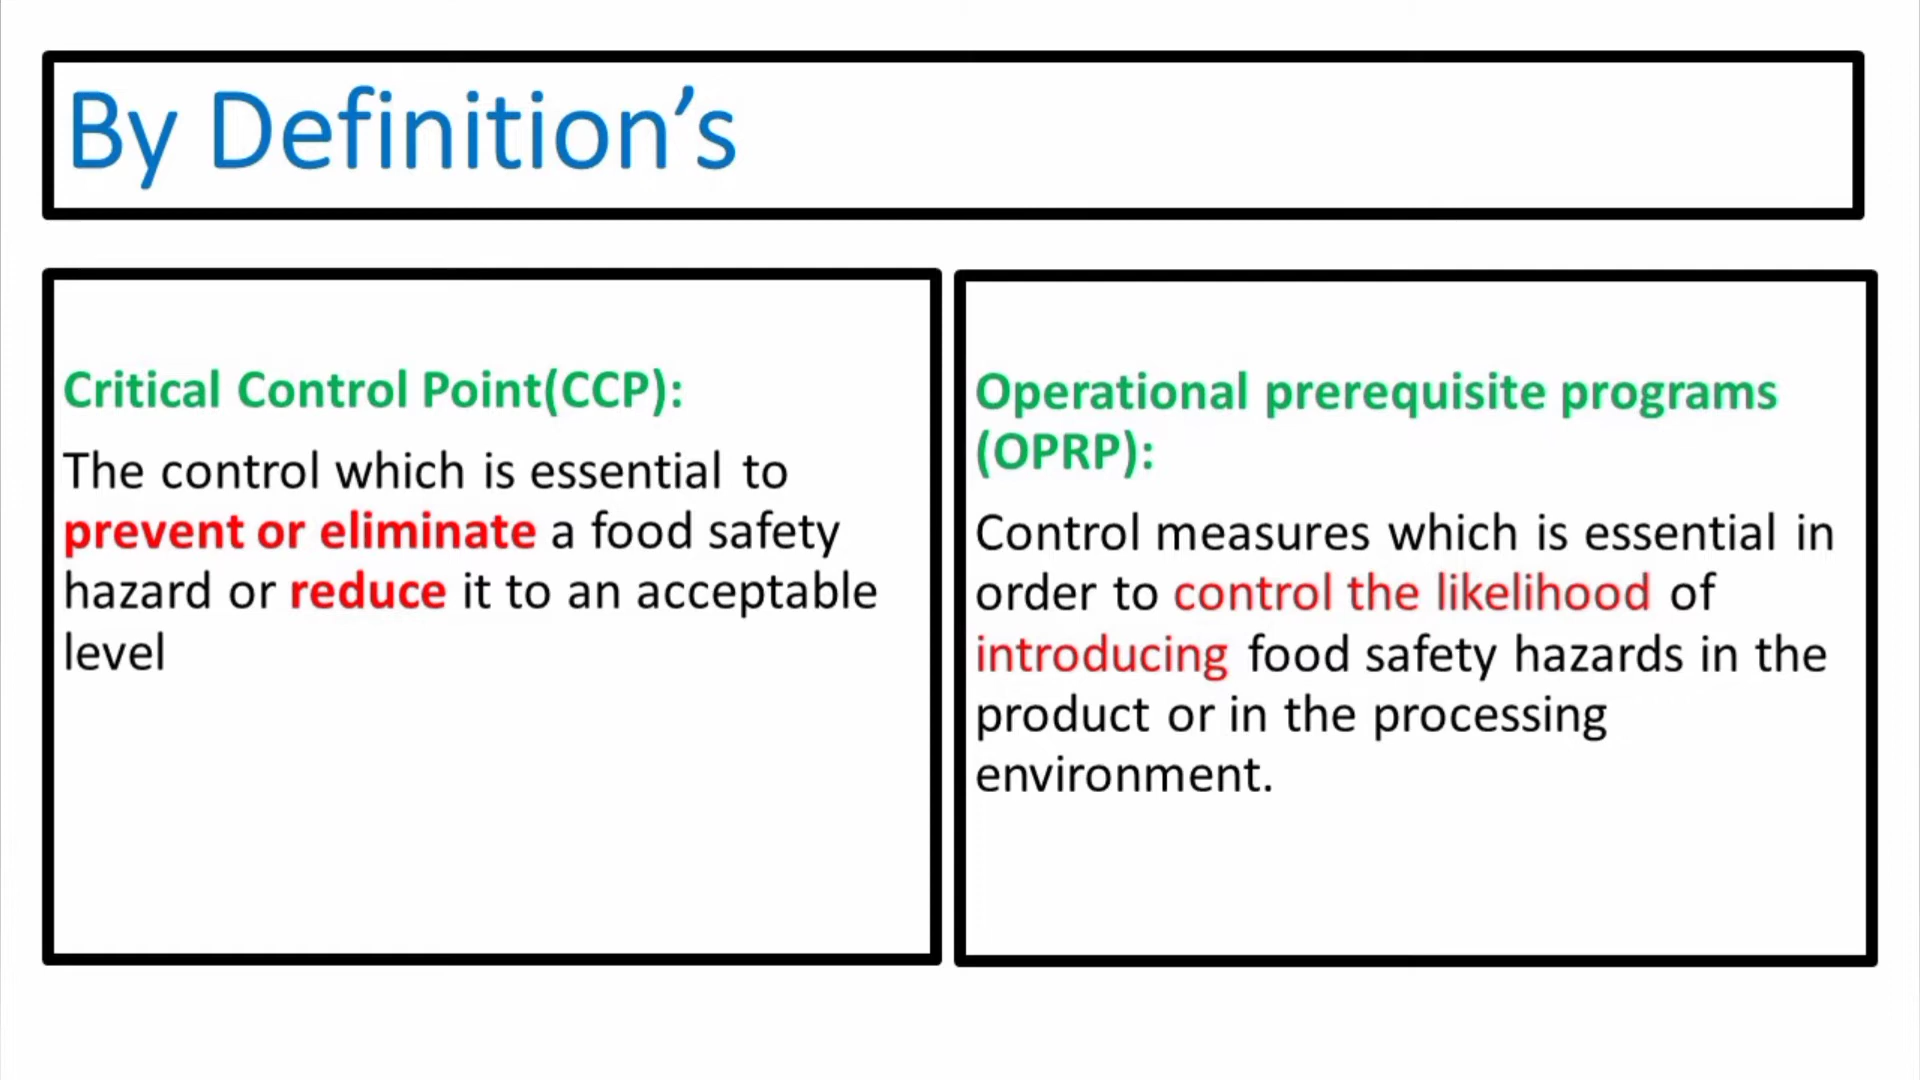 By Definition’s
Critical Control Point(CCP):
The control which is essential to
prevent or eliminate a food safety
hazard or reduce it to an acceptable
level
Operational prerequisite programs
(OPRP):
Control measures which is essential in
order to control the likelihood of
introducing food safety hazards in the
product or in the processing
environment.